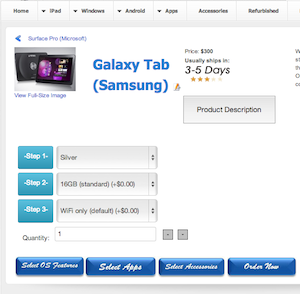 Home iPad Windows Android Apps Accessories Refurbished
Surface Pro (Microsoft)
Galaxy Tab
(Samsung)
View Full-Size Image
Price: $300
Usually ships in:
3-5 Days
Product Description
-Step 1- Silver
-Step 2- 16GB (standard) (+$0.00)
-Step 3- WiFi only (default) (+$0.00)
Quantity: 1 + -
Select OS Features Select Apps Select Accessories Order Now